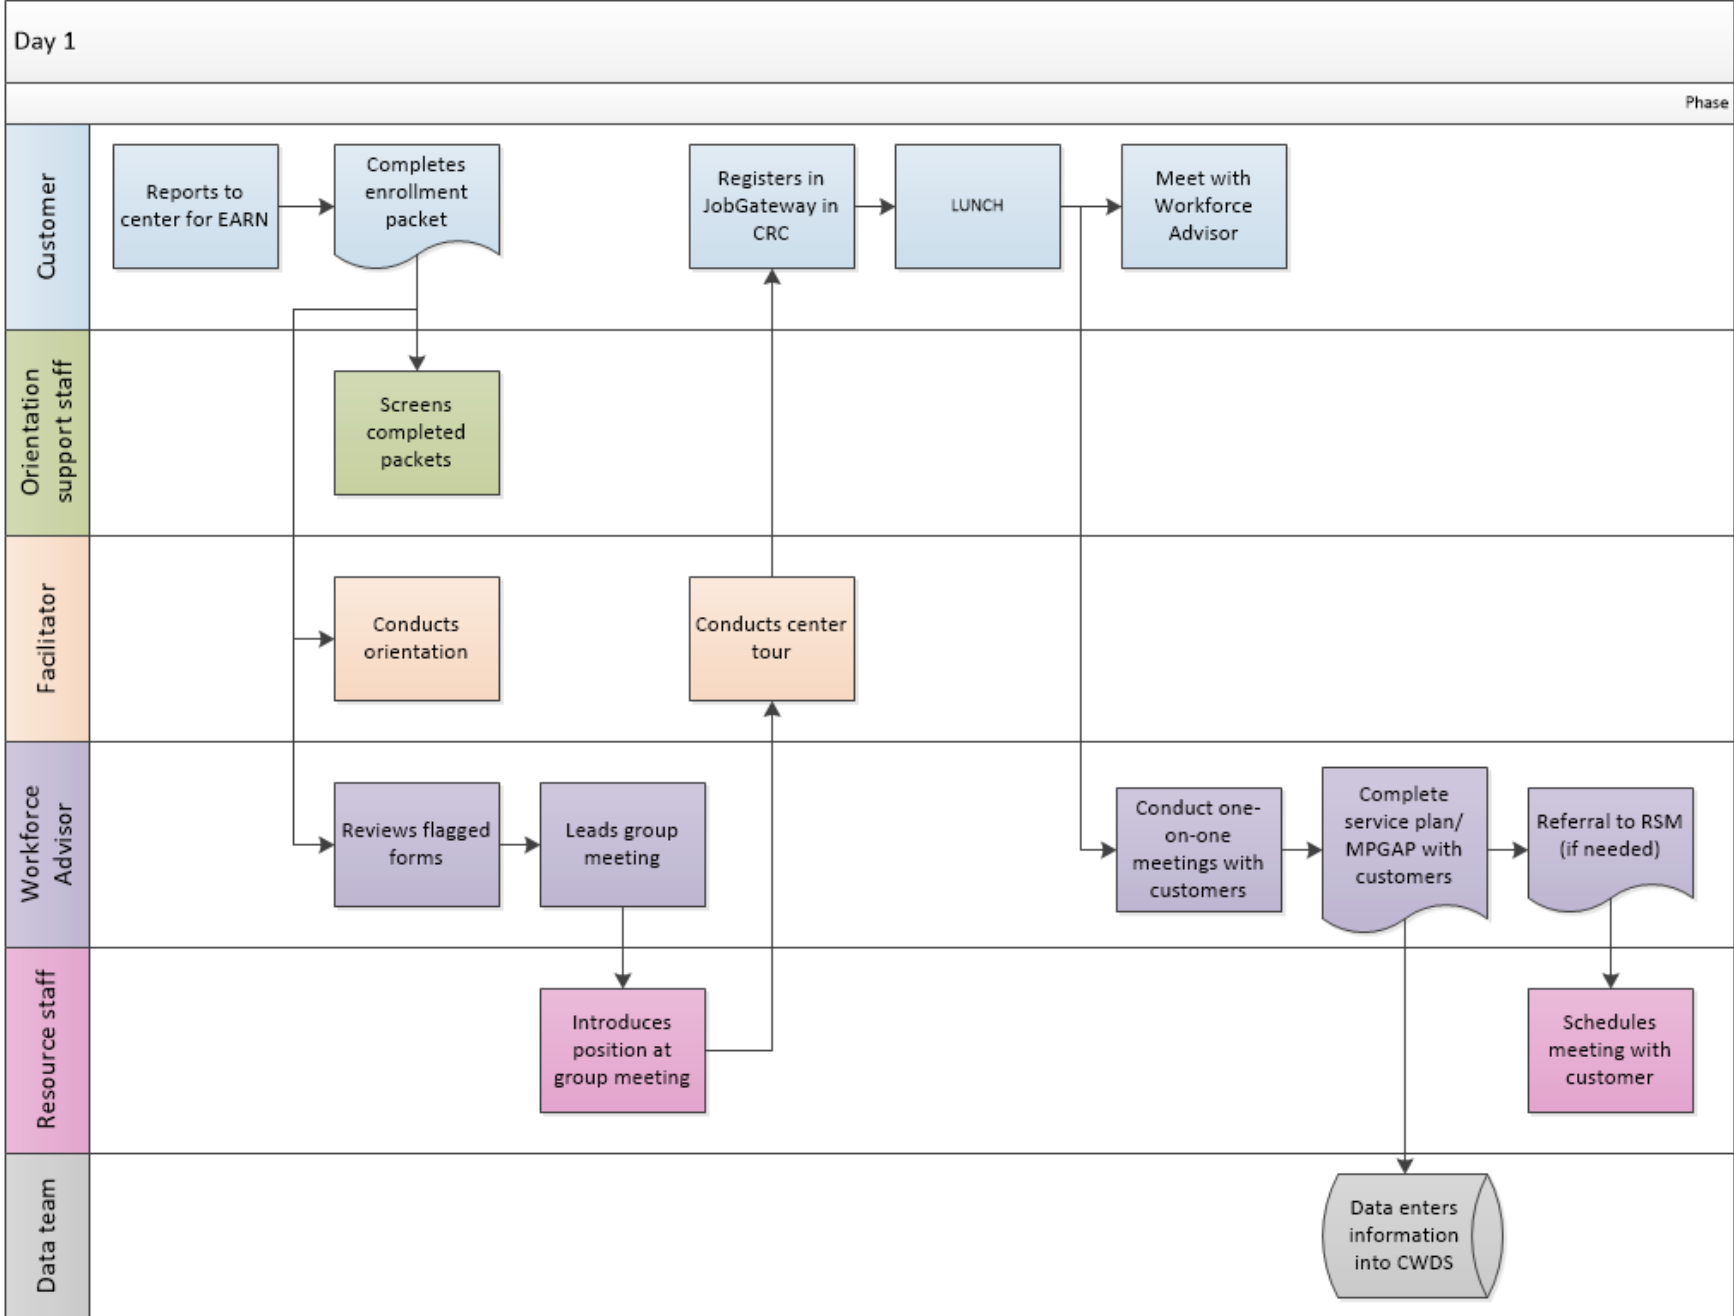 Day 1
Phase
Customer
Reports to
center for EARN
Completes
enrollment
packet
Registers in
JobGateway in
CRC
LUNCH
Meet with
Workforce
Advisor
Orientation
support staff
Screens
completed
packets
Facilitator
Conducts
orientation
Conducts center
tour
Workforce
Advisor
Reviews flagged
forms
Leads group
meeting
Conduct one-
on-one
meetings with
customers
Complete
service plan/
MPGAP with
customers
Referral to RSM
(if needed)
Resource staff
Introduces
position at
group meeting
Schedules
meeting with
customer
Data team
Data enters
information
into CWDS